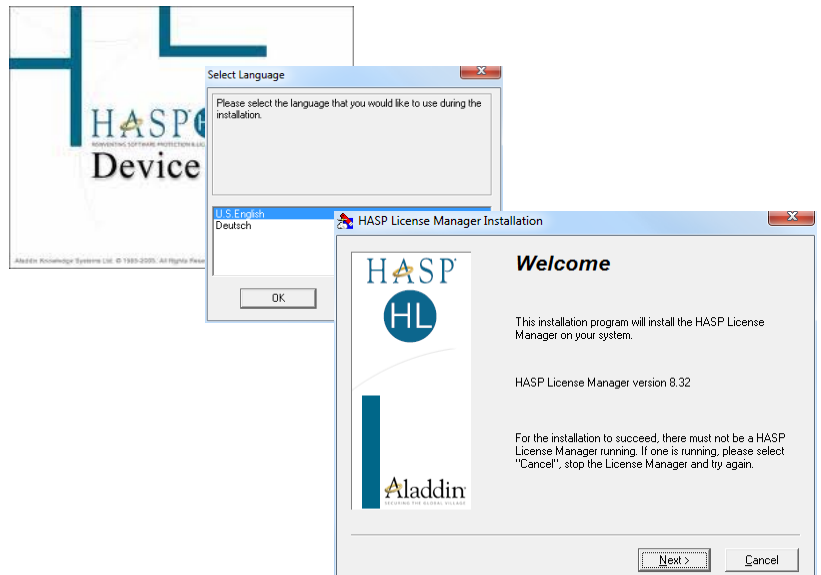 HASP
REINVENTING SOFTWARE PROTECTION & LIC
Device
Aladdin Knowledge Systems Ltd. © 1985-2005, All Rights Rese
Select Language
Please select the language that you would like to use during the
installation.
U.S.English
Deutsch
OK
HASP License Manager Installation
HASP
HL
Aladdin
SECURING THE GLOBAL VILLAGE
Welcome
This installation program will install the HASP License
Manager on your system.
HASP License Manager version 8.32
For the installation to succeed, there must not be a HASP
License Manager running. If one is running, please select
"Cancel", stop the License Manager and try again.
Next >
Cancel